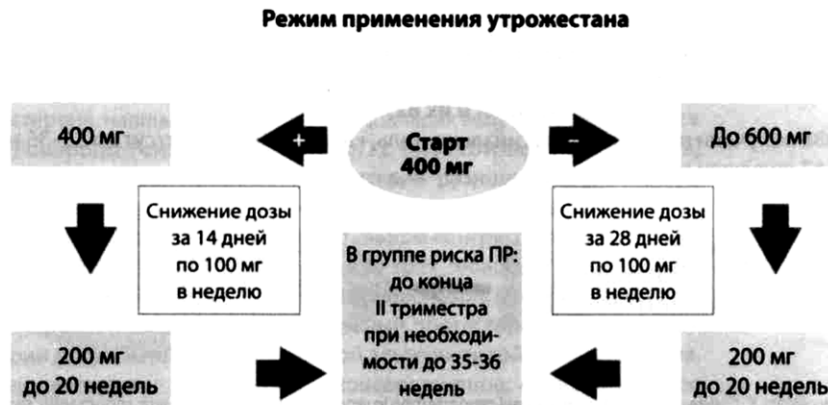 Режим применения утрожестана
400 мг
+
Старт
400 мг
–
До 600 мг
Снижение дозы
за 14 дней
по 100 мг
в неделю
В группе риска ПР:
до конца
II триместра
при необходи-
мости до 35-36
недель
Снижение дозы
за 28 дней
по 100 мг
в неделю
200 мг
до 20 недель
200 мг
до 20 недель